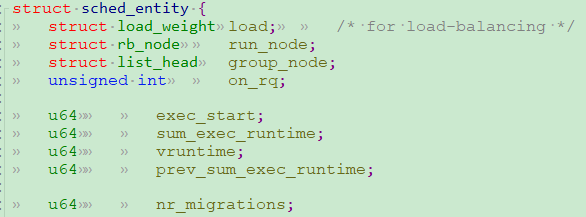 struct sched_entity {
struct load_weight load; /* for load-balancing */
struct rb_node run_node;
struct list_head group_node;
unsigned int on_rq;
u64 exec_start;
u64 sum_exec_runtime;
u64 vruntime;
u64 prev_sum_exec_runtime;
u64 nr_migrations;